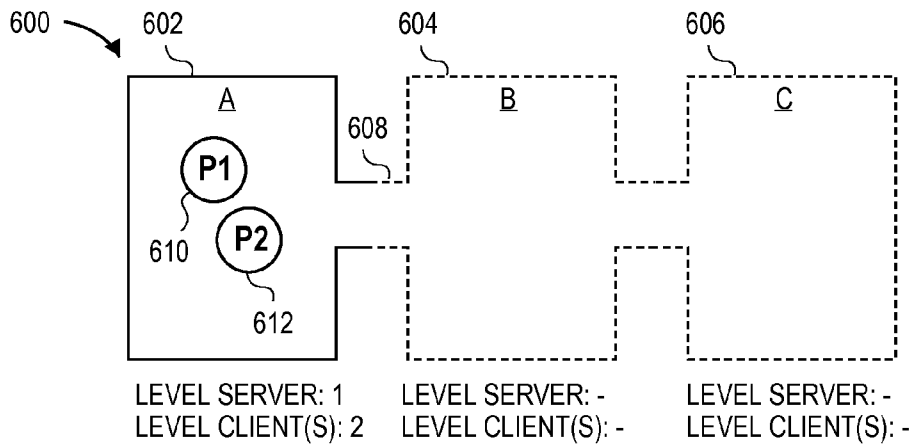 600
602
604
606
A
B
C
608
P1
P2
610
612
LEVEL SERVER: 1
LEVEL CLIENT(S): 2
LEVEL SERVER: -
LEVEL CLIENT(S): -
LEVEL SERVER: -
LEVEL CLIENT(S): -